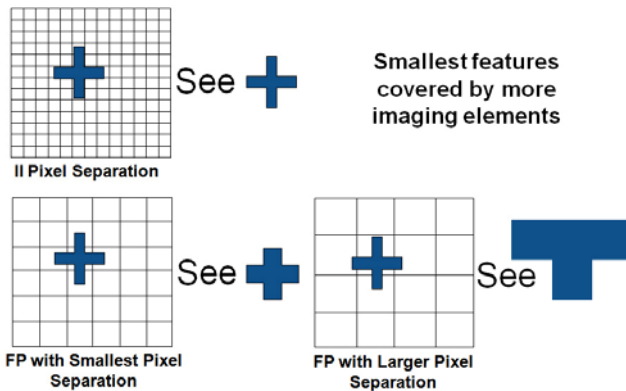 See
Smallest features
covered by more
imaging elements
II Pixel Separation
See
See
FP with Smallest Pixel
Separation
FP with Larger Pixel
Separation